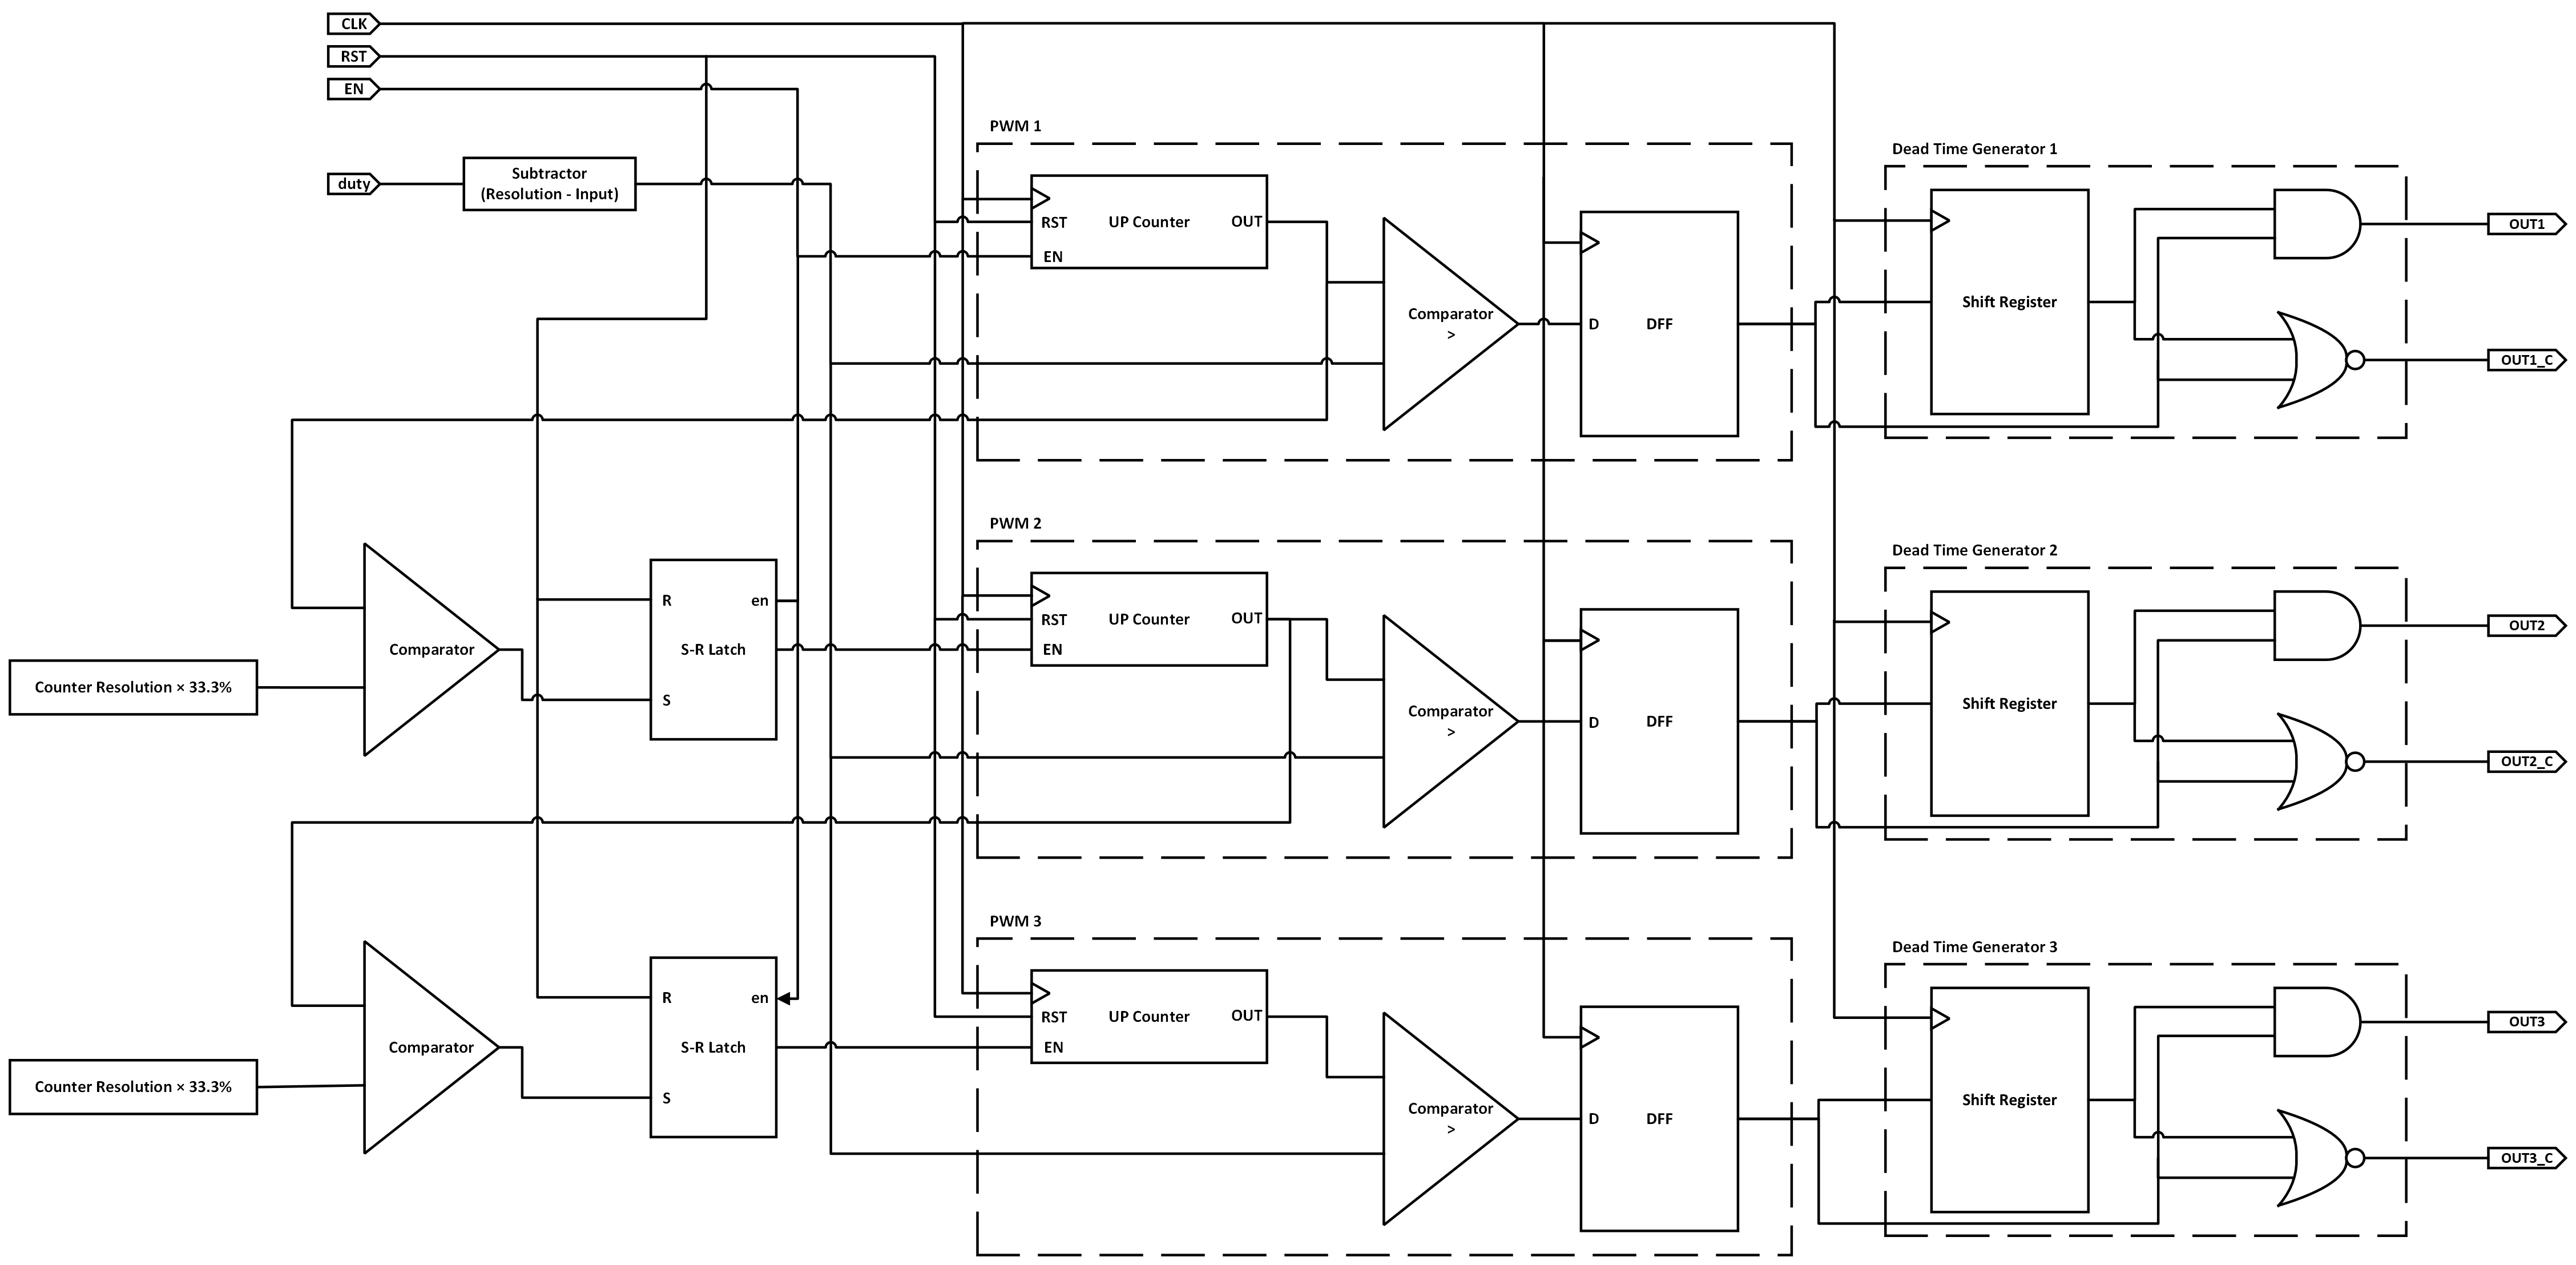 CLK
RST
EN
duty
Subtractor
(Resolution - Input)
PWM 1
RST
EN
UP Counter
OUT
Comparator
>
D
DFF
Dead Time Generator 1
Shift Register
OUT1
OUT1_C
Counter Resolution × 33.3%
Comparator
R
S
en
S-R Latch
PWM 2
RST
EN
UP Counter
OUT
Comparator
>
D
DFF
Dead Time Generator 2
Shift Register
OUT2
OUT2_C
Counter Resolution × 33.3%
Comparator
R
S
en
S-R Latch
PWM 3
RST
EN
UP Counter
OUT
Comparator
>
D
DFF
Dead Time Generator 3
Shift Register
OUT3
OUT3_C